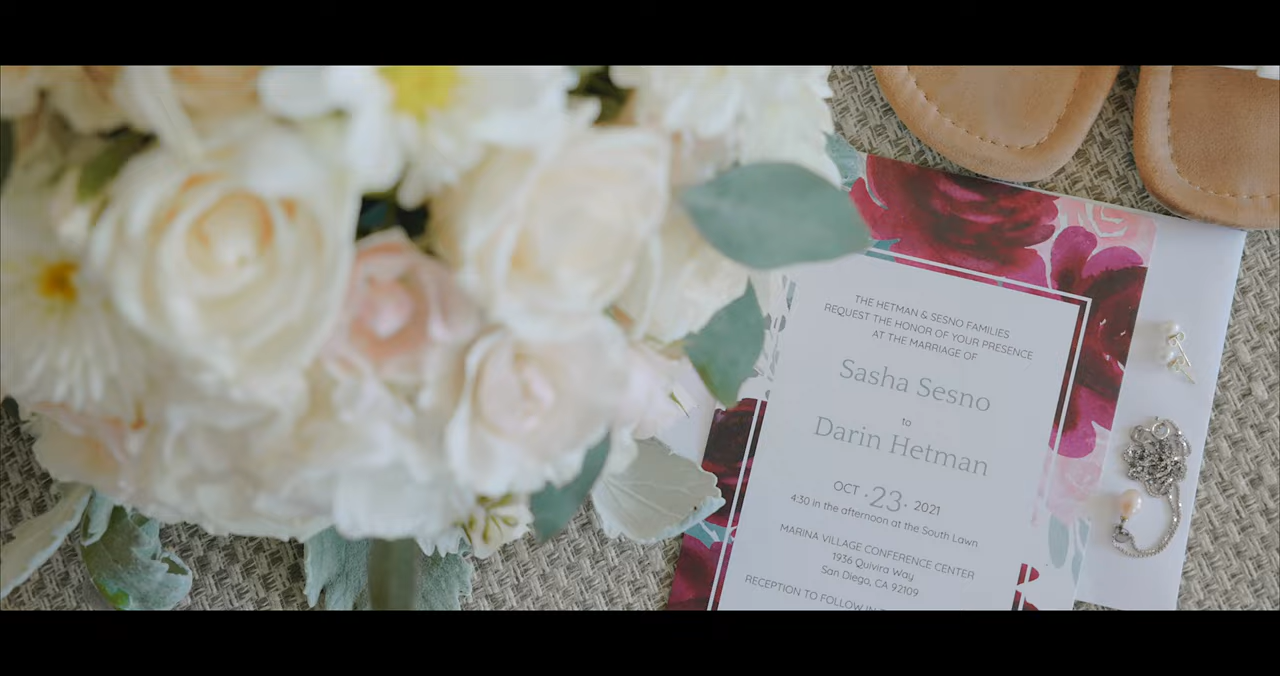 THE HETMAN & SESNO FAMILIES
REQUEST THE HONOR OF YOUR PRESENCE
AT THE MARRIAGE OF
Sasha Sesno
to
Darin Hetman
OCT · 23 · 2021
4:30 in the afternoon at the South Lawn
MARINA VILLAGE CONFERENCE CENTER
1936 Quivira Way
San Diego, CA 92109
RECEPTION TO FOLLOW